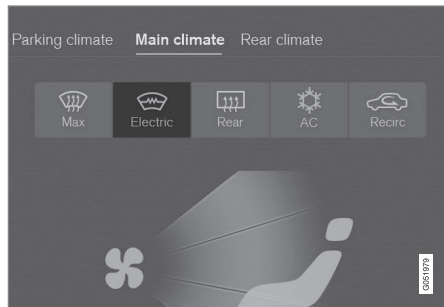 Parking climate Main climate Rear climate
Max Electric Rear AC Recirc
G051979